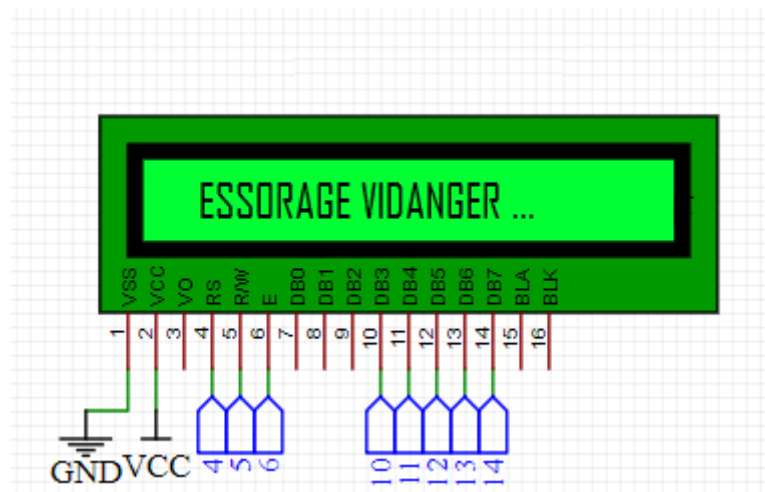 ESSORAGE VIDANGER ...
VSS VCC VO RS R/W E DB0 DB1 DB2 DB3 DB4 DB5 DB6 DB7 BLA BLK
1 2 3 4 5 6 7 8 9 10 11 12 13 14 15 16
GND VCC 4 5 6 10 11 12 13 14